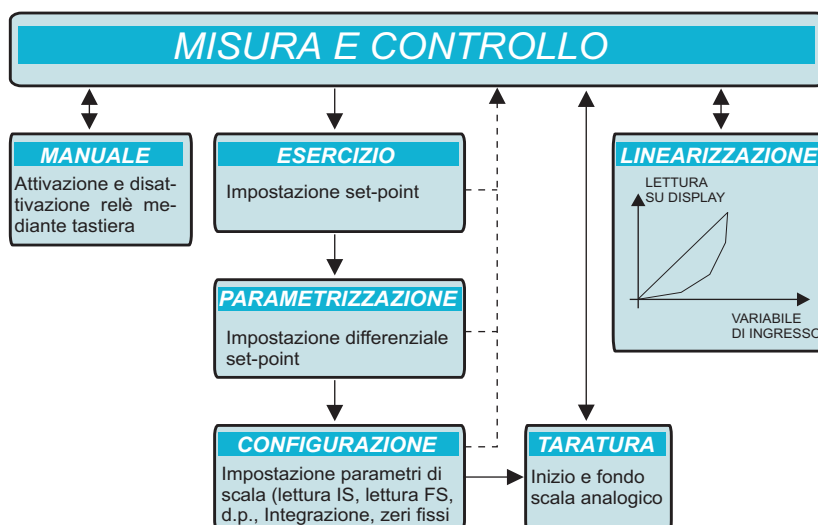 MISURA E CONTROLLO
MANUALE
Attivazione e disat-
tivazione relè me-
diante tastiera
ESERCIZIO
Impostazione set-point
LINEARIZZAZIONE
LETTURA
SU DISPLAY
VARIABILE
DI INGRESSO
PARAMETRIZZAZIONE
Impostazione differenziale
set-point
CONFIGURAZIONE
Impostazione parametri di
scala (lettura IS, lettura FS,
d.p., Integrazione, zeri fissi
TARATURA
Inizio e fondo
scala analogico